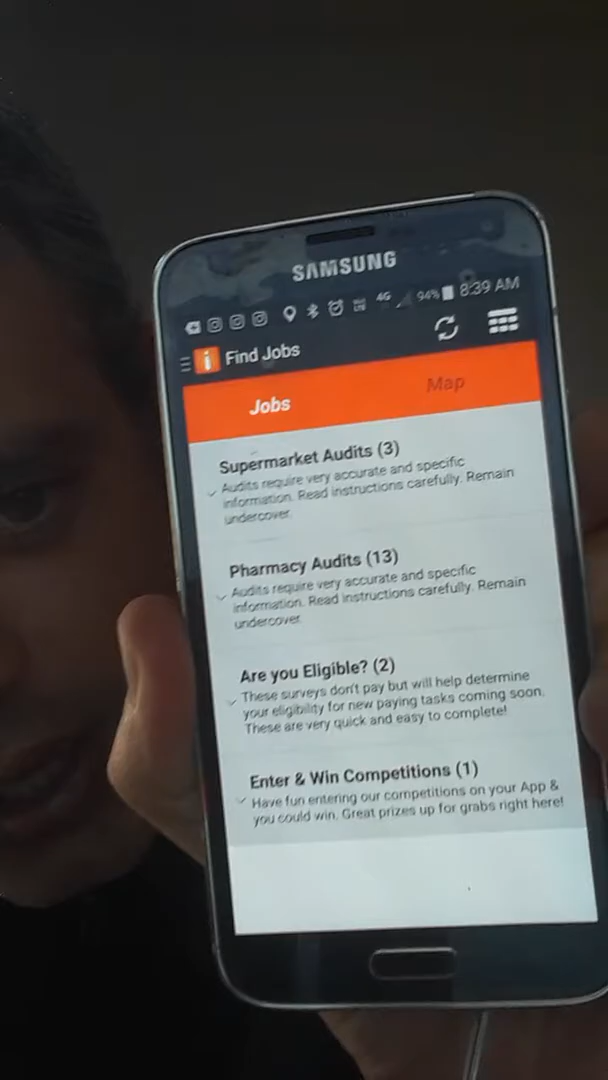 SAMSUNG
4G 94% 8:39 AM
i Find Jobs
Jobs
Map
Supermarket Audits (3)
Audits require very accurate and specific
information. Read instructions carefully. Remain
undercover.
Pharmacy Audits (13)
Audits require very accurate and specific
information. Read instructions carefully. Remain
undercover.
Are you Eligible? (2)
These surveys don't pay but will help determine
your eligibility for new paying tasks coming soon.
These are very quick and easy to complete!
Enter & Win Competitions (1)
Have fun entering our competitions on your App &
you could win. Great prizes up for grabs right here!